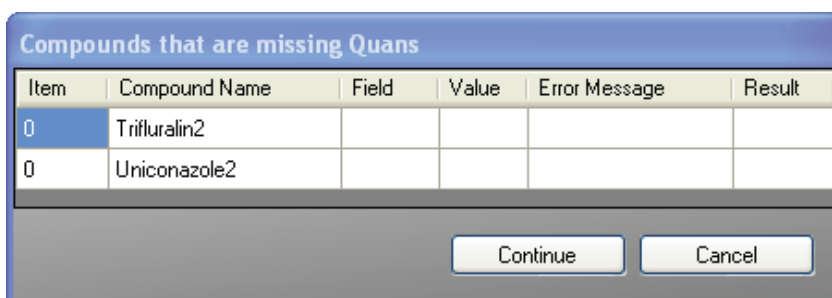 Compounds that are missing Quans
Item Compound Name Field Value Error Message Result
0 Trifluralin2
0 Uniconazole2
Continue Cancel